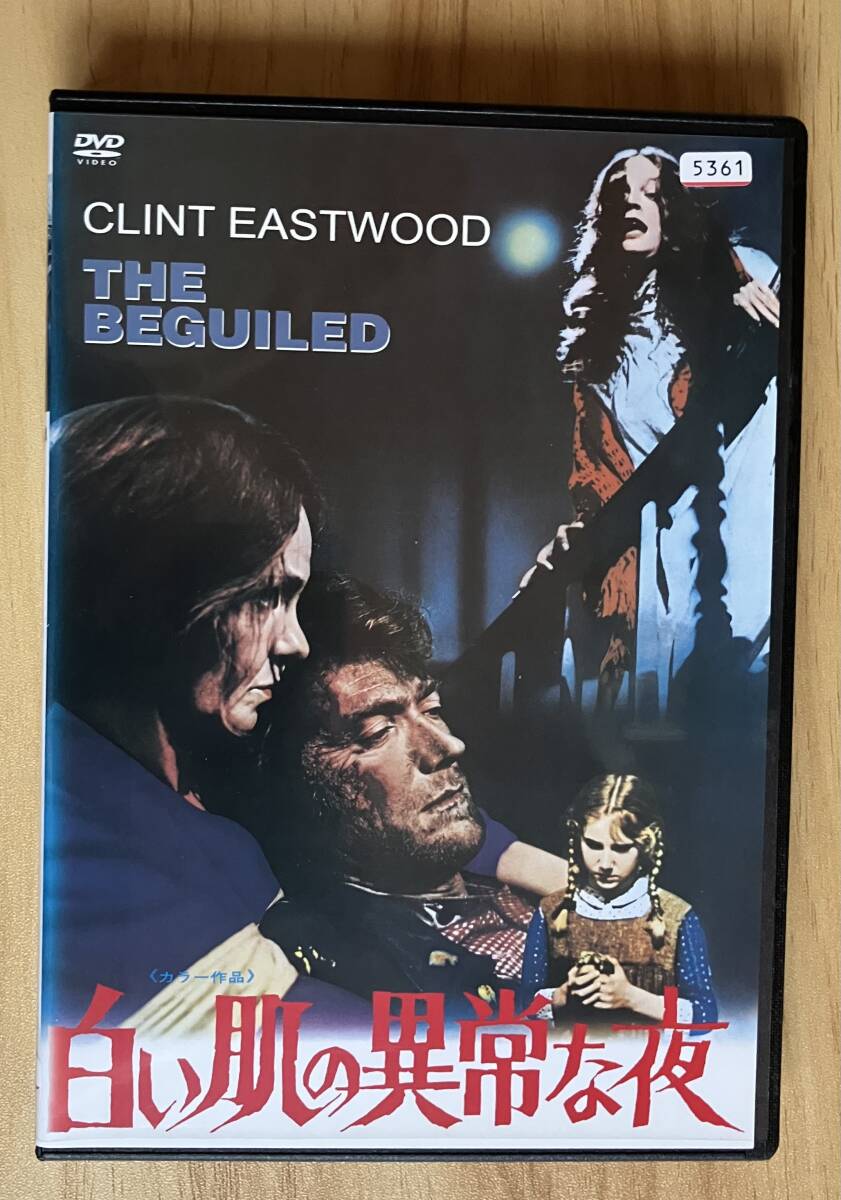 DVD
VIDEO
5361
CLINT EASTWOOD
THE
BEGUILED
〈カラー作品〉
白い肌の異常な夜